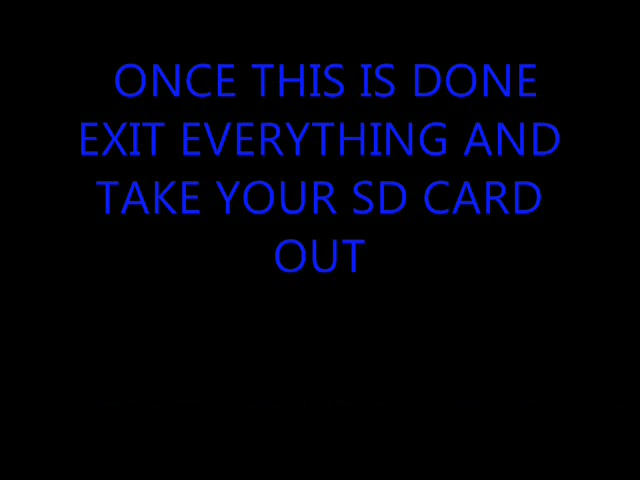 ONCE THIS IS DONE
EXIT EVERYTHING AND
TAKE YOUR SD CARD
OUT